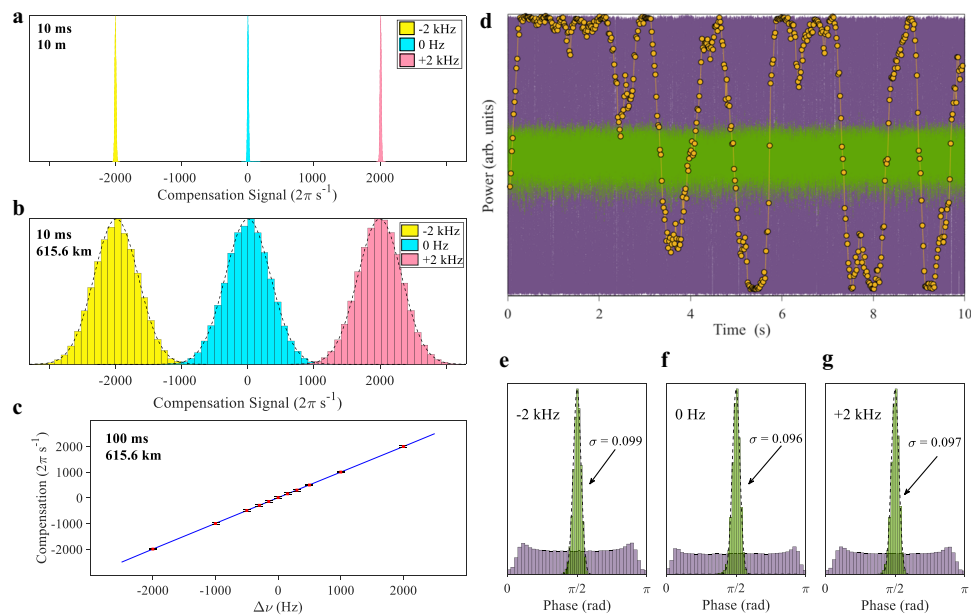 a
10 ms
10 m
-2 kHz
0 Hz
+2 kHz
-2000 -1000 0 1000 2000
Compensation Signal (2π s⁻¹)
b
10 ms
615.6 km
-2 kHz
0 Hz
+2 kHz
-2000 -1000 0 1000 2000
Compensation Signal (2π s⁻¹)
c
100 ms
615.6 km
Compensation (2π s⁻¹)
2000
1000
0
-1000
-2000
-2000 -1000 0 1000 2000
Δν (Hz)
d
Power (arb. units)
0 2 4 6 8 10
Time (s)
e
-2 kHz
σ = 0.099
0 π/2 π
Phase (rad)
f
0 Hz
σ = 0.096
0 π/2 π
Phase (rad)
g
+2 kHz
σ = 0.097
0 π/2 π
Phase (rad)